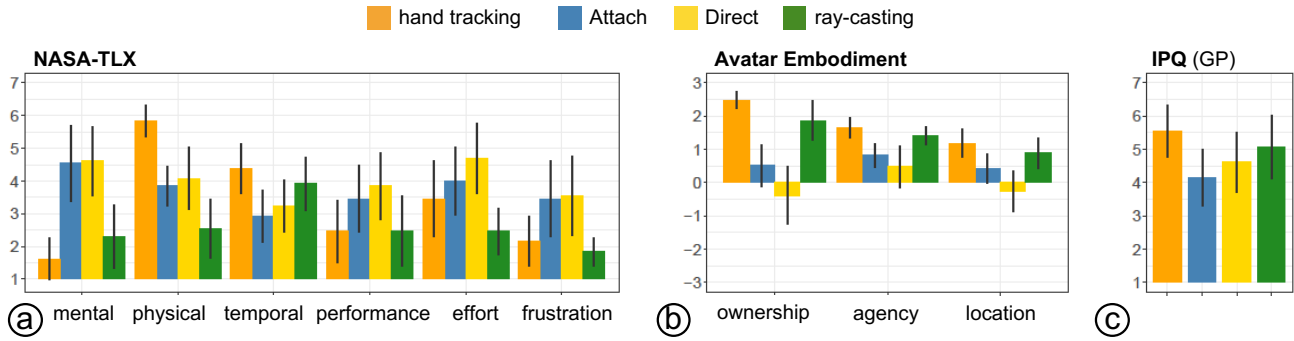 hand tracking Attach Direct ray-casting
NASA-TLX
7
6
5
4
3
2
1
mental physical temporal performance effort frustration
a
Avatar Embodiment
3
2
1
0
−1
−2
−3
ownership agency location
b
IPQ (GP)
7
6
5
4
3
2
1
c